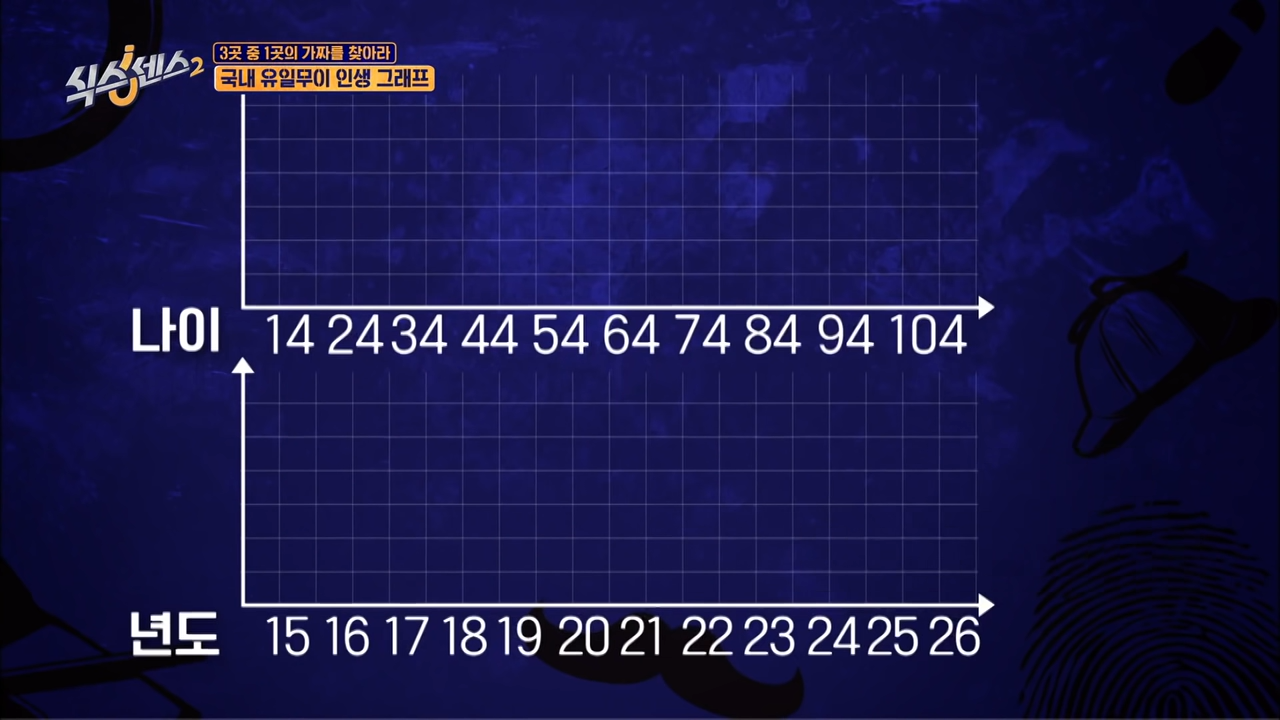 식스센스2
3곳 중 1곳의 가짜를 찾아라
국내 유일무이 인생 그래프
나이 14 24 34 44 54 64 74 84 94 104
년도 15 16 17 18 19 20 21 22 23 24 25 26